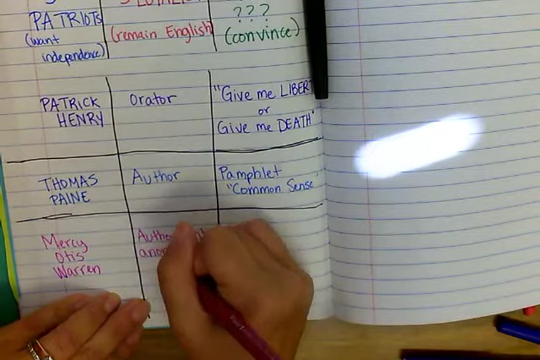 PATRIOTS
(want
independence)
(remain English)
???
(convince)
PATRICK
HENRY
Orator
"Give me LIBERT
or
Give me DEATH"
THOMAS
PAINE
Author
Pamphlet
"Common Sense"
Mercy
Otis
Warren